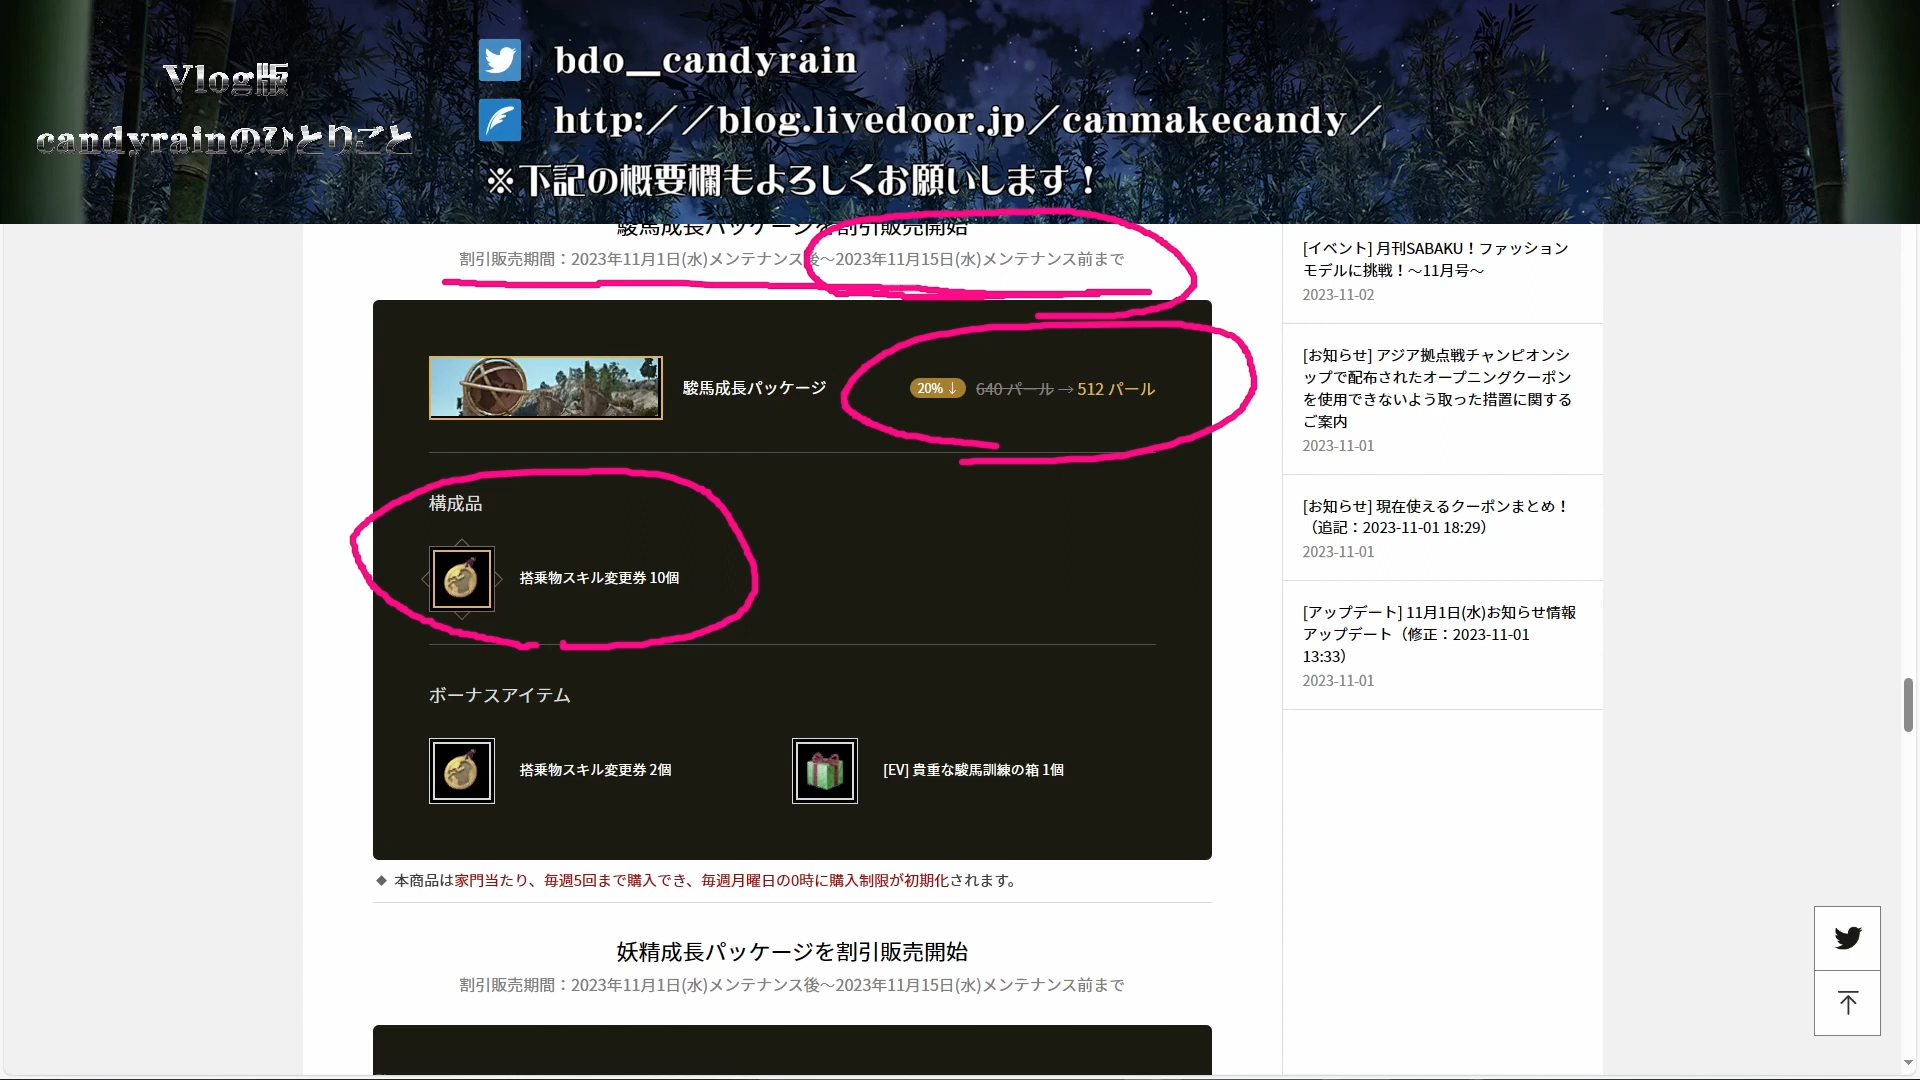 Vlog版
candyrainのひとりごと
bdo__candyrain
http://blog.livedoor.jp/canmakecandy/
※下記の概要欄もよろしくお願いします!
駿馬成長パッケージを割引販売開始
割引販売期間:2023年11月1日(水)メンテナンス後～2023年11月15日(水)メンテナンス前まで
駿馬成長パッケージ
20% ↓ 640 パール → 512 パール
構成品
搭乗物スキル変更券 10個
ボーナスアイテム
搭乗物スキル変更券 2個
[EV] 貴重な駿馬訓練の箱 1個
◆ 本商品は家門当たり、毎週5回まで購入でき、毎週月曜日の0時に購入制限が初期化されます。
妖精成長パッケージを割引販売開始
割引販売期間:2023年11月1日(水)メンテナンス後～2023年11月15日(水)メンテナンス前まで
[イベント] 月刊SABAKU!ファッション
モデルに挑戦!～11月号～
2023-11-02
[お知らせ] アジア拠点戦チャンピオンシ
ップで配布されたオープニングクーポン
を使用できないよう取った措置に関する
ご案内
2023-11-01
[お知らせ] 現在使えるクーポンまとめ!
(追記:2023-11-01 18:29)
2023-11-01
[アップデート] 11月1日(水)お知らせ情報
アップデート(修正:2023-11-01
13:33)
2023-11-01